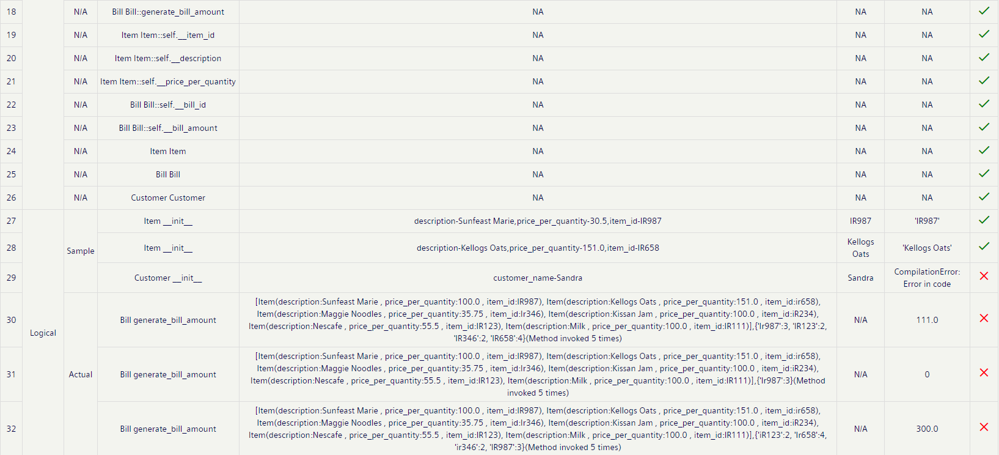 18 N/A Bill Bill::generate_bill_amount NA NA NA
19 N/A Item Item::self.__item_id NA NA NA
20 N/A Item Item::self.__description NA NA NA
21 N/A Item Item::self.__price_per_quantity NA NA NA
22 N/A Bill Bill::self.__bill_id NA NA NA
23 N/A Bill Bill::self.__bill_amount NA NA NA
24 N/A Item Item NA NA NA
25 N/A Bill Bill NA NA NA
26 N/A Customer Customer NA NA NA
Logical
Sample
27 Item __init__ description-Sunfeast Marie,price_per_quantity-30.5,item_id-IR987 IR987 'IR987'
28 Item __init__ description-Kellogs Oats,price_per_quantity-151.0,item_id-IR658
Kellogs
Oats
'Kellogs Oats'
29 Customer __init__ customer_name-Sandra Sandra
CompilationError:
Error in code
Actual
30 Bill generate_bill_amount
[Item(description:Sunfeast Marie , price_per_quantity:100.0 , item_id:IR987), Item(description:Kellogs Oats , price_per_quantity:151.0 , item_id:ir658),
Item(description:Maggie Noodles , price_per_quantity:35.75 , item_id:Ir346), Item(description:Kissan Jam , price_per_quantity:100.0 , item_id:iR234),
Item(description:Nescafe , price_per_quantity:55.5 , item_id:IR123), Item(description:Milk , price_per_quantity:100.0 , item_id:IR111)],{'Ir987':3, 'IR123':2,
'IR346':2, 'IR658':4}(Method invoked 5 times)
N/A 111.0
31 Bill generate_bill_amount
[Item(description:Sunfeast Marie , price_per_quantity:100.0 , item_id:IR987), Item(description:Kellogs Oats , price_per_quantity:151.0 , item_id:ir658),
Item(description:Maggie Noodles , price_per_quantity:35.75 , item_id:Ir346), Item(description:Kissan Jam , price_per_quantity:100.0 , item_id:iR234),
Item(description:Nescafe , price_per_quantity:55.5 , item_id:IR123), Item(description:Milk , price_per_quantity:100.0 , item_id:IR111)],{'Ir987':3}(Method
invoked 5 times)
N/A 0
32 Bill generate_bill_amount
[Item(description:Sunfeast Marie , price_per_quantity:100.0 , item_id:IR987), Item(description:Kellogs Oats , price_per_quantity:151.0 , item_id:ir658),
Item(description:Maggie Noodles , price_per_quantity:35.75 , item_id:Ir346), Item(description:Kissan Jam , price_per_quantity:100.0 , item_id:iR234),
Item(description:Nescafe , price_per_quantity:55.5 , item_id:IR123), Item(description:Milk , price_per_quantity:100.0 , item_id:IR111)],{'iR123':2, 'Ir658':4,
'ir346':2, 'IR987':3}(Method invoked 5 times)
N/A 300.0